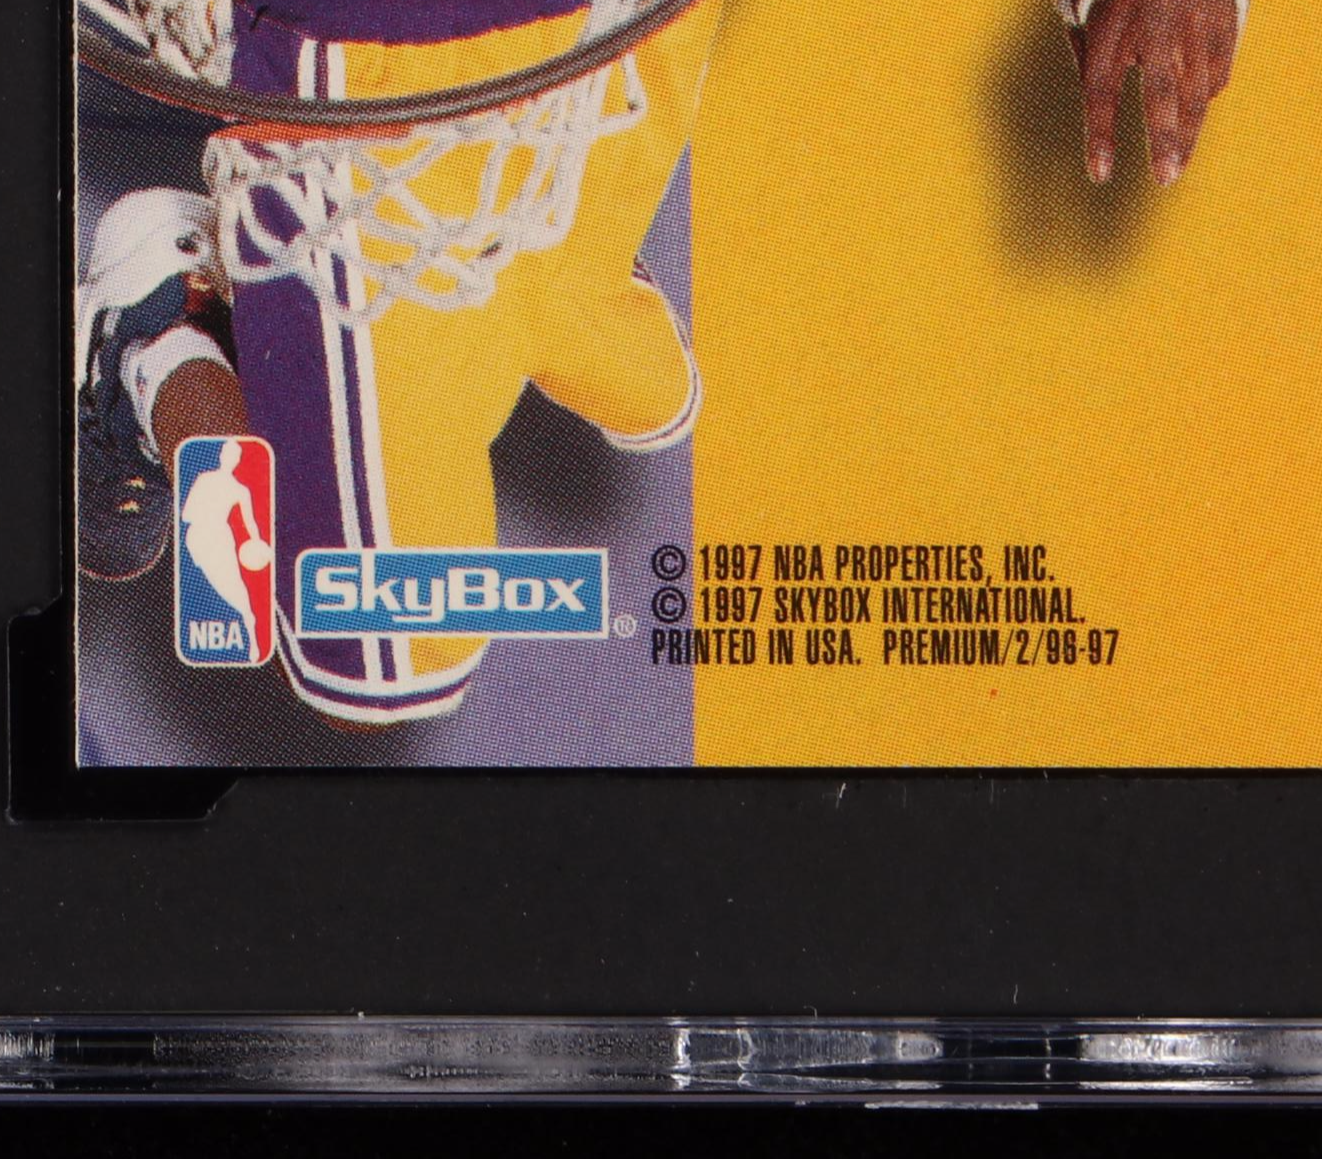 NBA
SkyBox®
© 1997 NBA PROPERTIES, INC.
© 1997 SKYBOX INTERNATIONAL.
PRINTED IN USA. PREMIUM/2/96-97